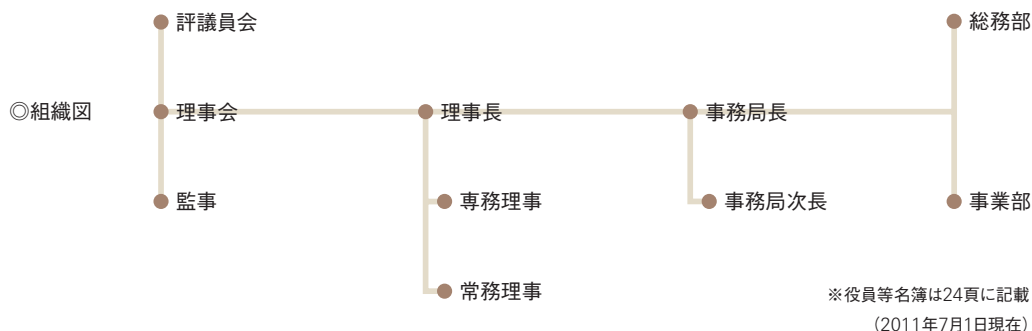 評議員会
総務部
◎組織図
理事会
理事長
事務局長
監事
専務理事
事務局次長
事業部
常務理事
※役員等名簿は24頁に記載
（2011年7月1日現在）